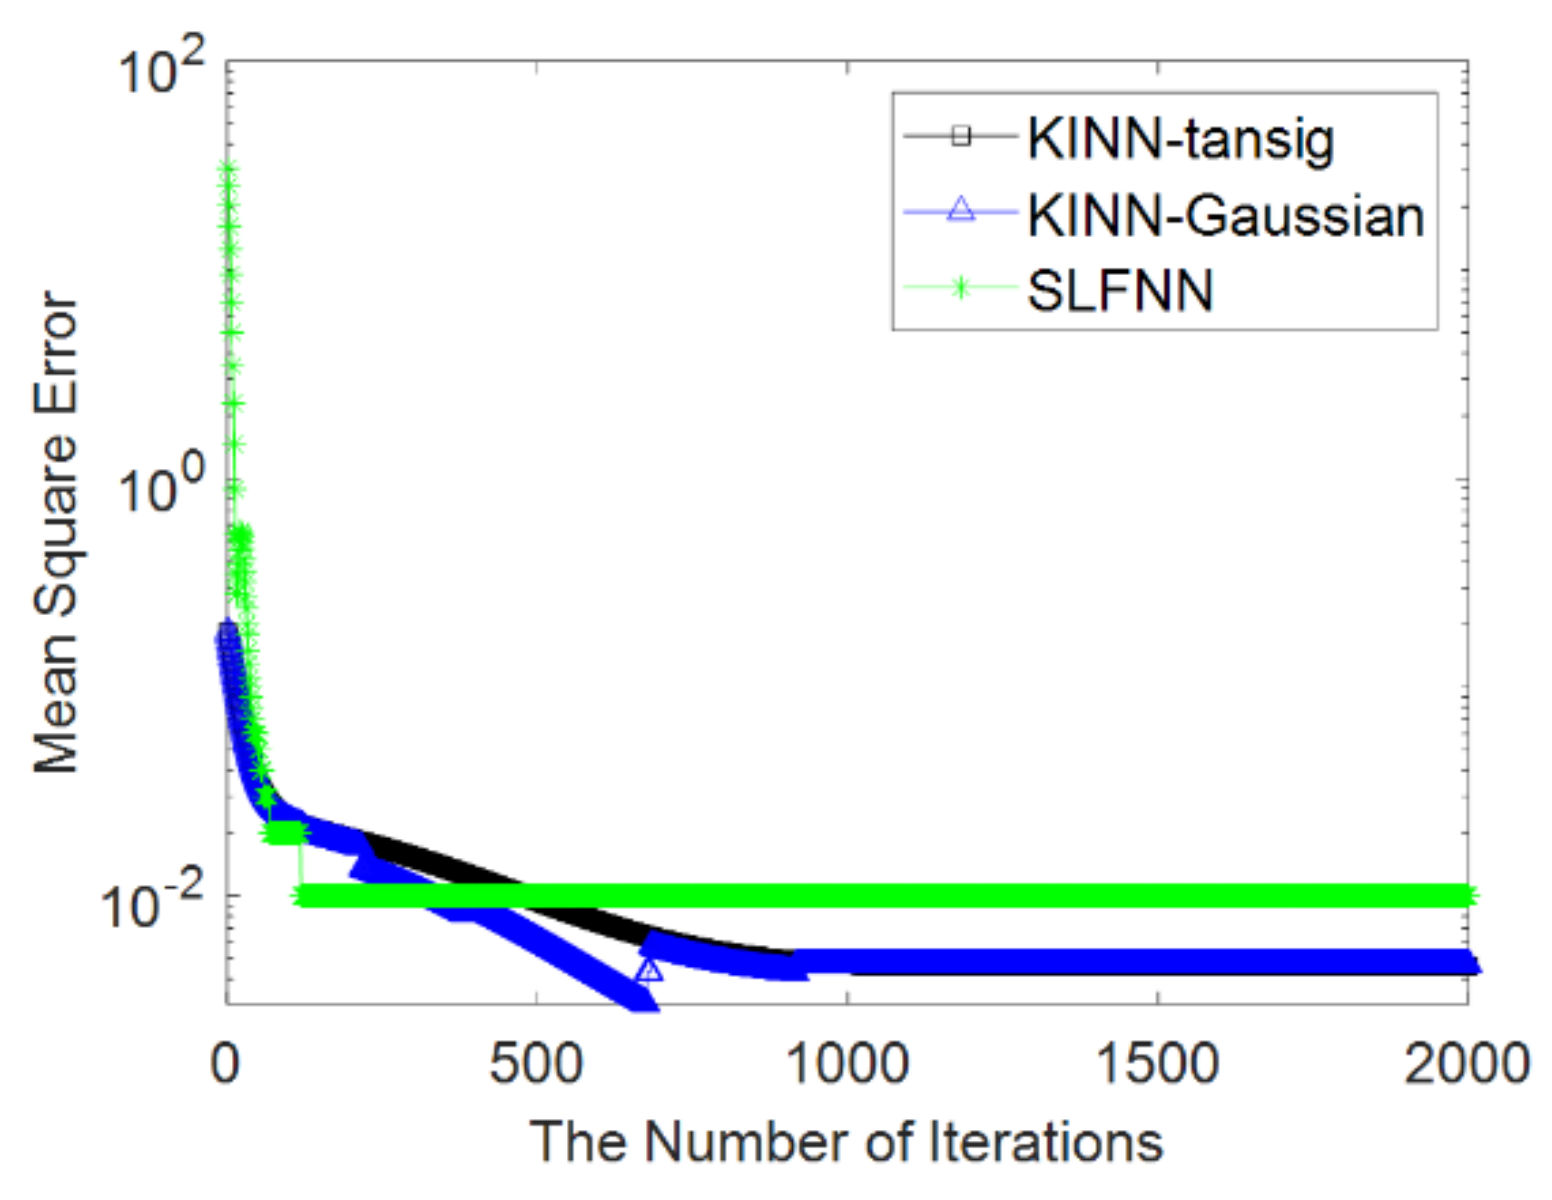 10^2
10^0
10^-2
Mean Square Error
KINN-tansig
KINN-Gaussian
SLFNN
0 500 1000 1500 2000
The Number of Iterations